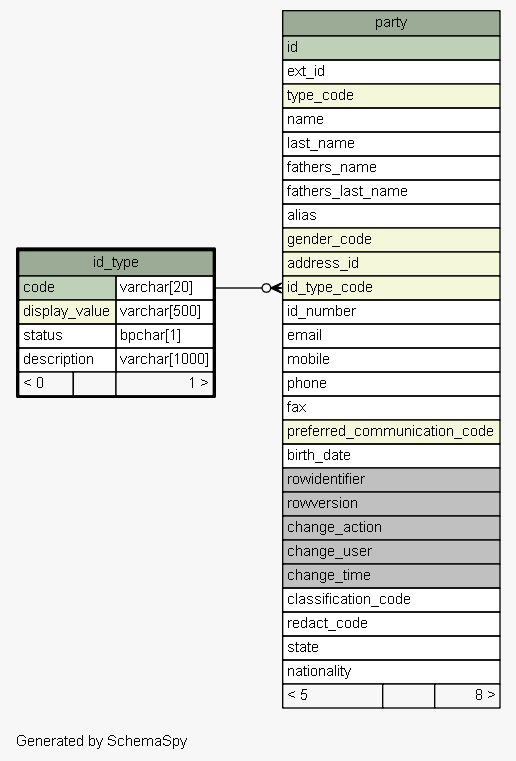 party
id
ext_id
type_code
name
last_name
fathers_name
fathers_last_name
alias
gender_code
address_id
id_type_code
id_number
email
mobile
phone
fax
preferred_communication_code
birth_date
rowidentifier
rowversion
change_action
change_user
change_time
classification_code
redact_code
state
nationality
< 5 8 >
id_type
code varchar[20]
display_value varchar[500]
status bpchar[1]
description varchar[1000]
< 0 1 >
Generated by SchemaSpy